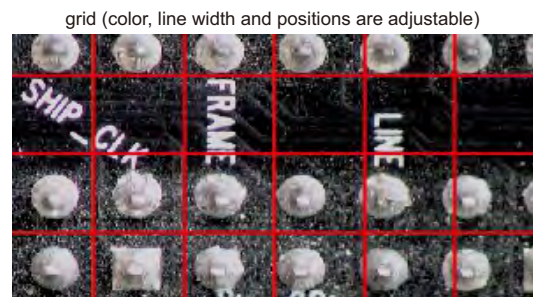 grid (color, line width and positions are adjustable)
SHIP_CLK
FRAME
LINE